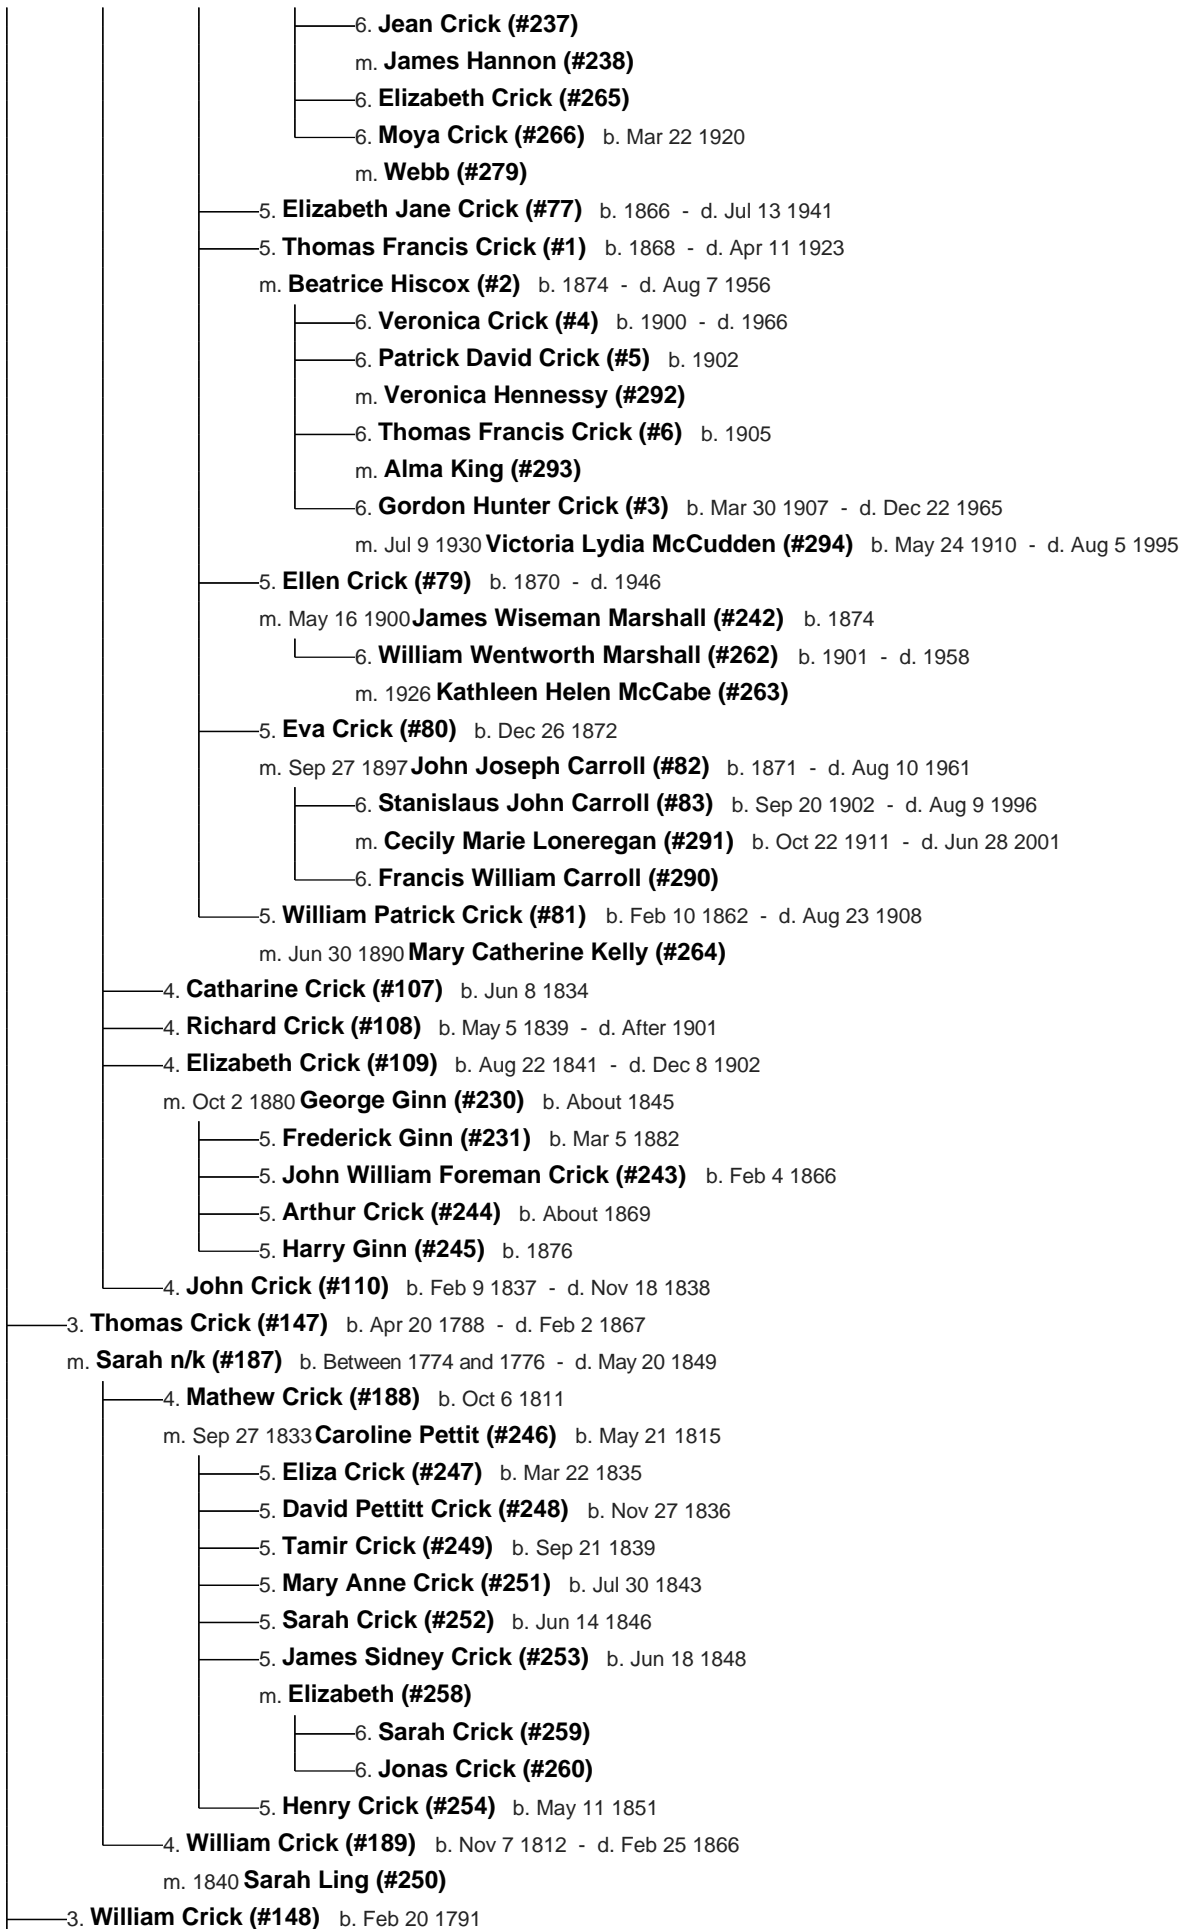 6. Jean Crick (#237)
m. James Hannon (#238)
6. Elizabeth Crick (#265)
6. Moya Crick (#266) b. Mar 22 1920
m. Webb (#279)
5. Elizabeth Jane Crick (#77) b. 1866 - d. Jul 13 1941
5. Thomas Francis Crick (#1) b. 1868 - d. Apr 11 1923
m. Beatrice Hiscox (#2) b. 1874 - d. Aug 7 1956
6. Veronica Crick (#4) b. 1900 - d. 1966
6. Patrick David Crick (#5) b. 1902
m. Veronica Hennessy (#292)
6. Thomas Francis Crick (#6) b. 1905
m. Alma King (#293)
6. Gordon Hunter Crick (#3) b. Mar 30 1907 - d. Dec 22 1965
m. Jul 9 1930 Victoria Lydia McCudden (#294) b. May 24 1910 - d. Aug 5 1995
5. Ellen Crick (#79) b. 1870 - d. 1946
m. May 16 1900 James Wiseman Marshall (#242) b. 1874
6. William Wentworth Marshall (#262) b. 1901 - d. 1958
m. 1926 Kathleen Helen McCabe (#263)
5. Eva Crick (#80) b. Dec 26 1872
m. Sep 27 1897 John Joseph Carroll (#82) b. 1871 - d. Aug 10 1961
6. Stanislaus John Carroll (#83) b. Sep 20 1902 - d. Aug 9 1996
m. Cecily Marie Loneregan (#291) b. Oct 22 1911 - d. Jun 28 2001
6. Francis William Carroll (#290)
5. William Patrick Crick (#81) b. Feb 10 1862 - d. Aug 23 1908
m. Jun 30 1890 Mary Catherine Kelly (#264)
4. Catharine Crick (#107) b. Jun 8 1834
4. Richard Crick (#108) b. May 5 1839 - d. After 1901
4. Elizabeth Crick (#109) b. Aug 22 1841 - d. Dec 8 1902
m. Oct 2 1880 George Ginn (#230) b. About 1845
5. Frederick Ginn (#231) b. Mar 5 1882
5. John William Foreman Crick (#243) b. Feb 4 1866
5. Arthur Crick (#244) b. About 1869
5. Harry Ginn (#245) b. 1876
4. John Crick (#110) b. Feb 9 1837 - d. Nov 18 1838
3. Thomas Crick (#147) b. Apr 20 1788 - d. Feb 2 1867
m. Sarah n/k (#187) b. Between 1774 and 1776 - d. May 20 1849
4. Mathew Crick (#188) b. Oct 6 1811
m. Sep 27 1833 Caroline Pettit (#246) b. May 21 1815
5. Eliza Crick (#247) b. Mar 22 1835
5. David Pettitt Crick (#248) b. Nov 27 1836
5. Tamir Crick (#249) b. Sep 21 1839
5. Mary Anne Crick (#251) b. Jul 30 1843
5. Sarah Crick (#252) b. Jun 14 1846
5. James Sidney Crick (#253) b. Jun 18 1848
m. Elizabeth (#258)
6. Sarah Crick (#259)
6. Jonas Crick (#260)
5. Henry Crick (#254) b. May 11 1851
4. William Crick (#189) b. Nov 7 1812 - d. Feb 25 1866
m. 1840 Sarah Ling (#250)
3. William Crick (#148) b. Feb 20 1791